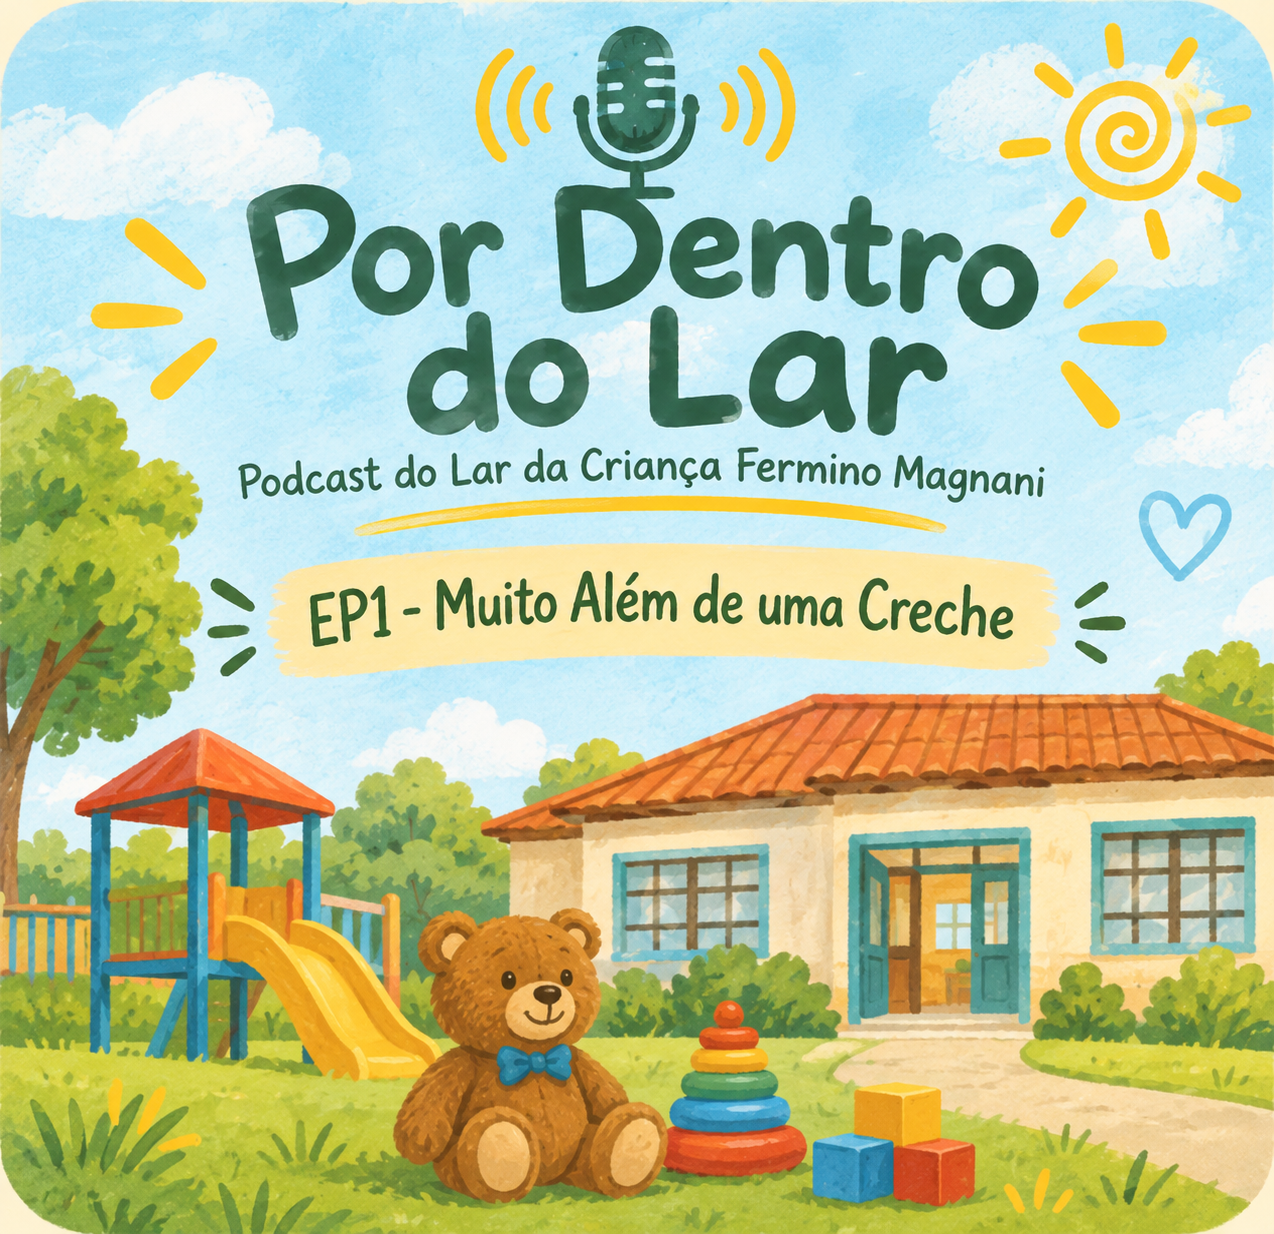 Por Dentro
do Lar
Podcast do Lar da Criança Fermino Magnani
EP1 - Muito Além de uma Creche